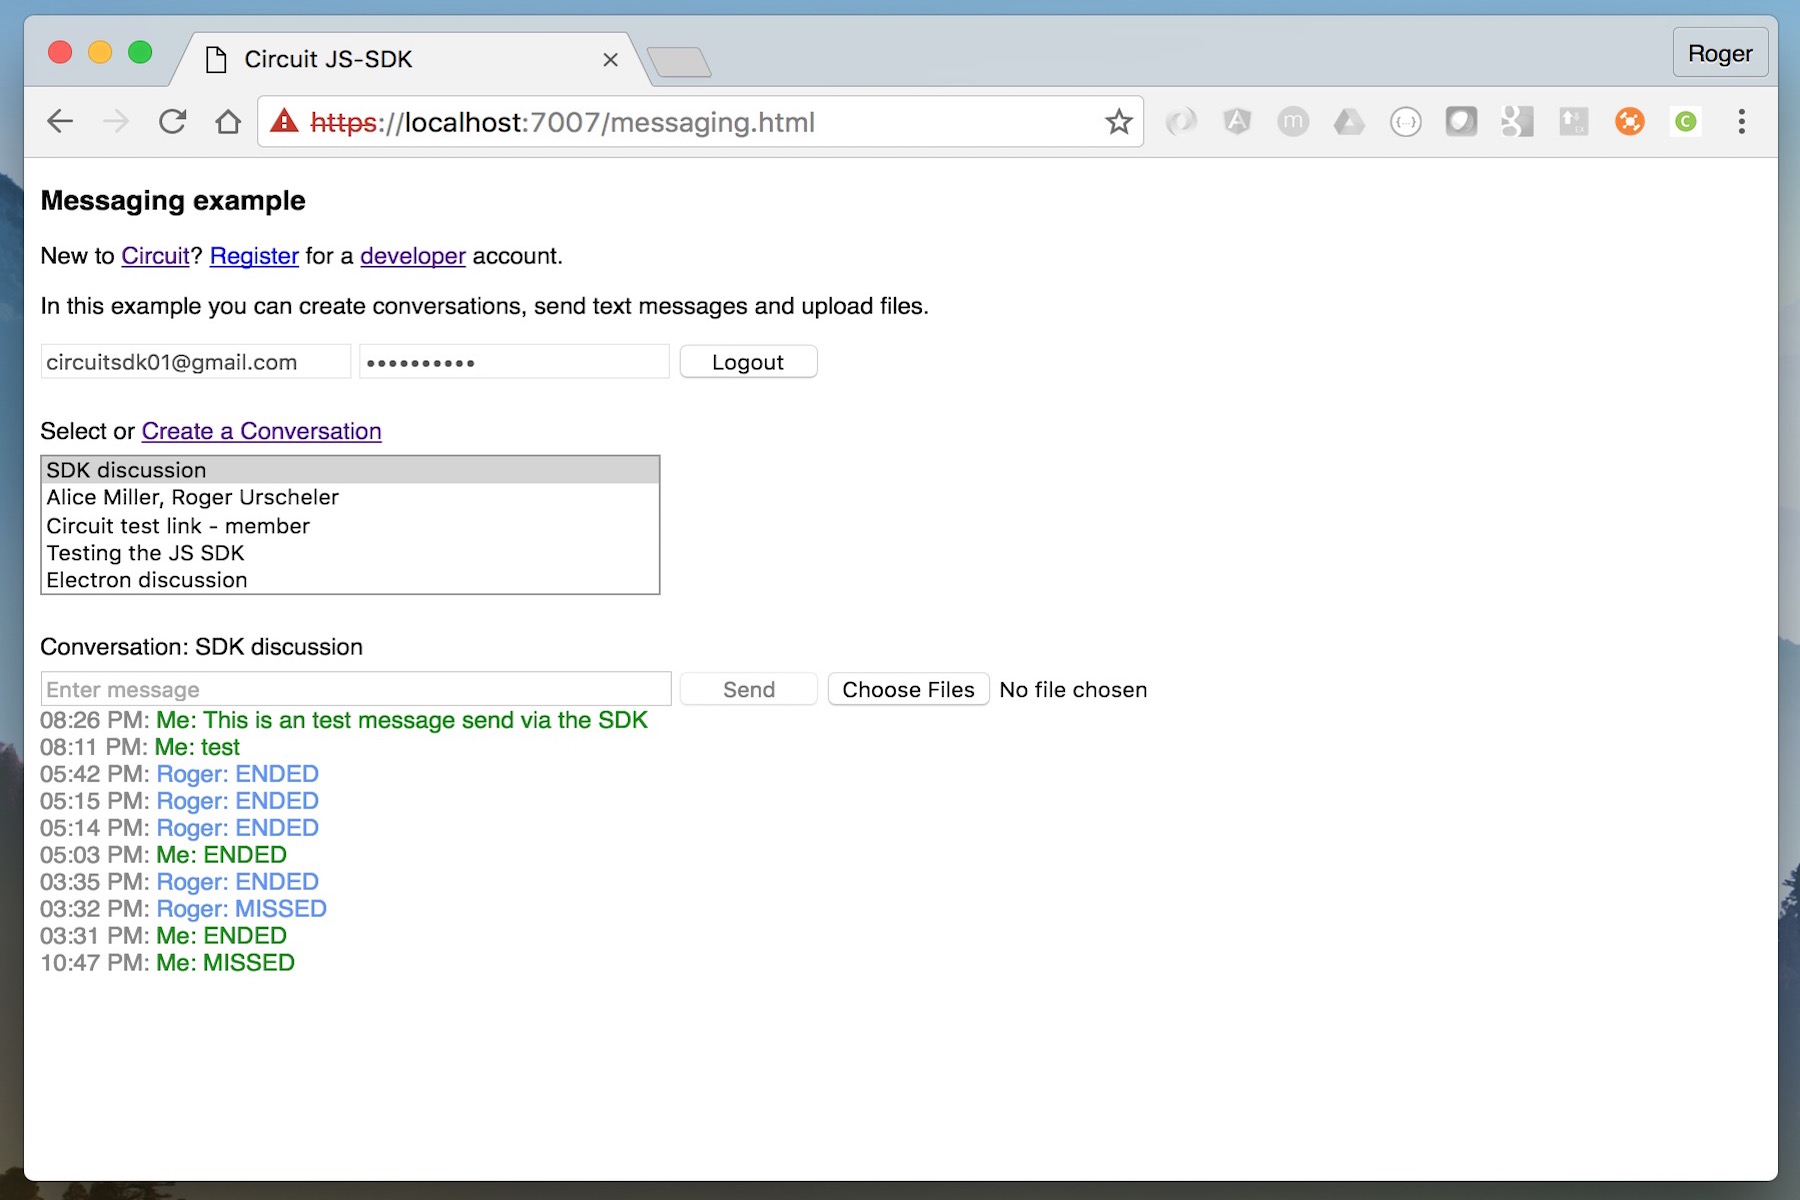 Circuit JS-SDK
Roger
https://localhost:7007/messaging.html
Messaging example
New to Circuit? Register for a developer account.
In this example you can create conversations, send text messages and upload files.
circuitsdk01@gmail.com •••••••••• Logout
Select or Create a Conversation
SDK discussion
Alice Miller, Roger Urscheler
Circuit test link - member
Testing the JS SDK
Electron discussion
Conversation: SDK discussion
Enter message Send Choose Files No file chosen
08:26 PM: Me: This is an test message send via the SDK
08:11 PM: Me: test
05:42 PM: Roger: ENDED
05:15 PM: Roger: ENDED
05:14 PM: Roger: ENDED
05:03 PM: Me: ENDED
03:35 PM: Roger: ENDED
03:32 PM: Roger: MISSED
03:31 PM: Me: ENDED
10:47 PM: Me: MISSED